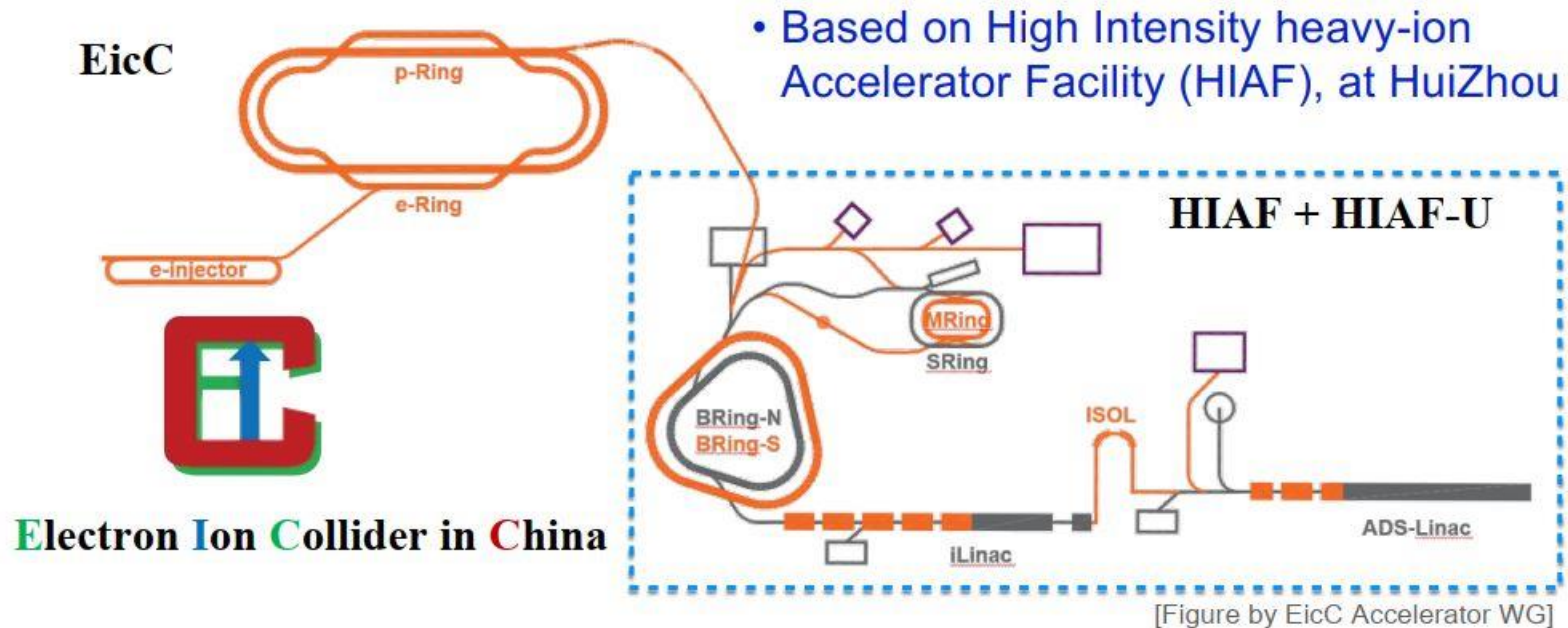 EicC
• Based on High Intensity heavy-ion
Accelerator Facility (HIAF), at HuiZhou
p-Ring
e-Ring
e-injector
HIAF + HIAF-U
MRing
SRing
BRing-N
BRing-S
ISOL
iLinac
ADS-Linac
EiC
Electron Ion Collider in China
[Figure by EicC Accelerator WG]